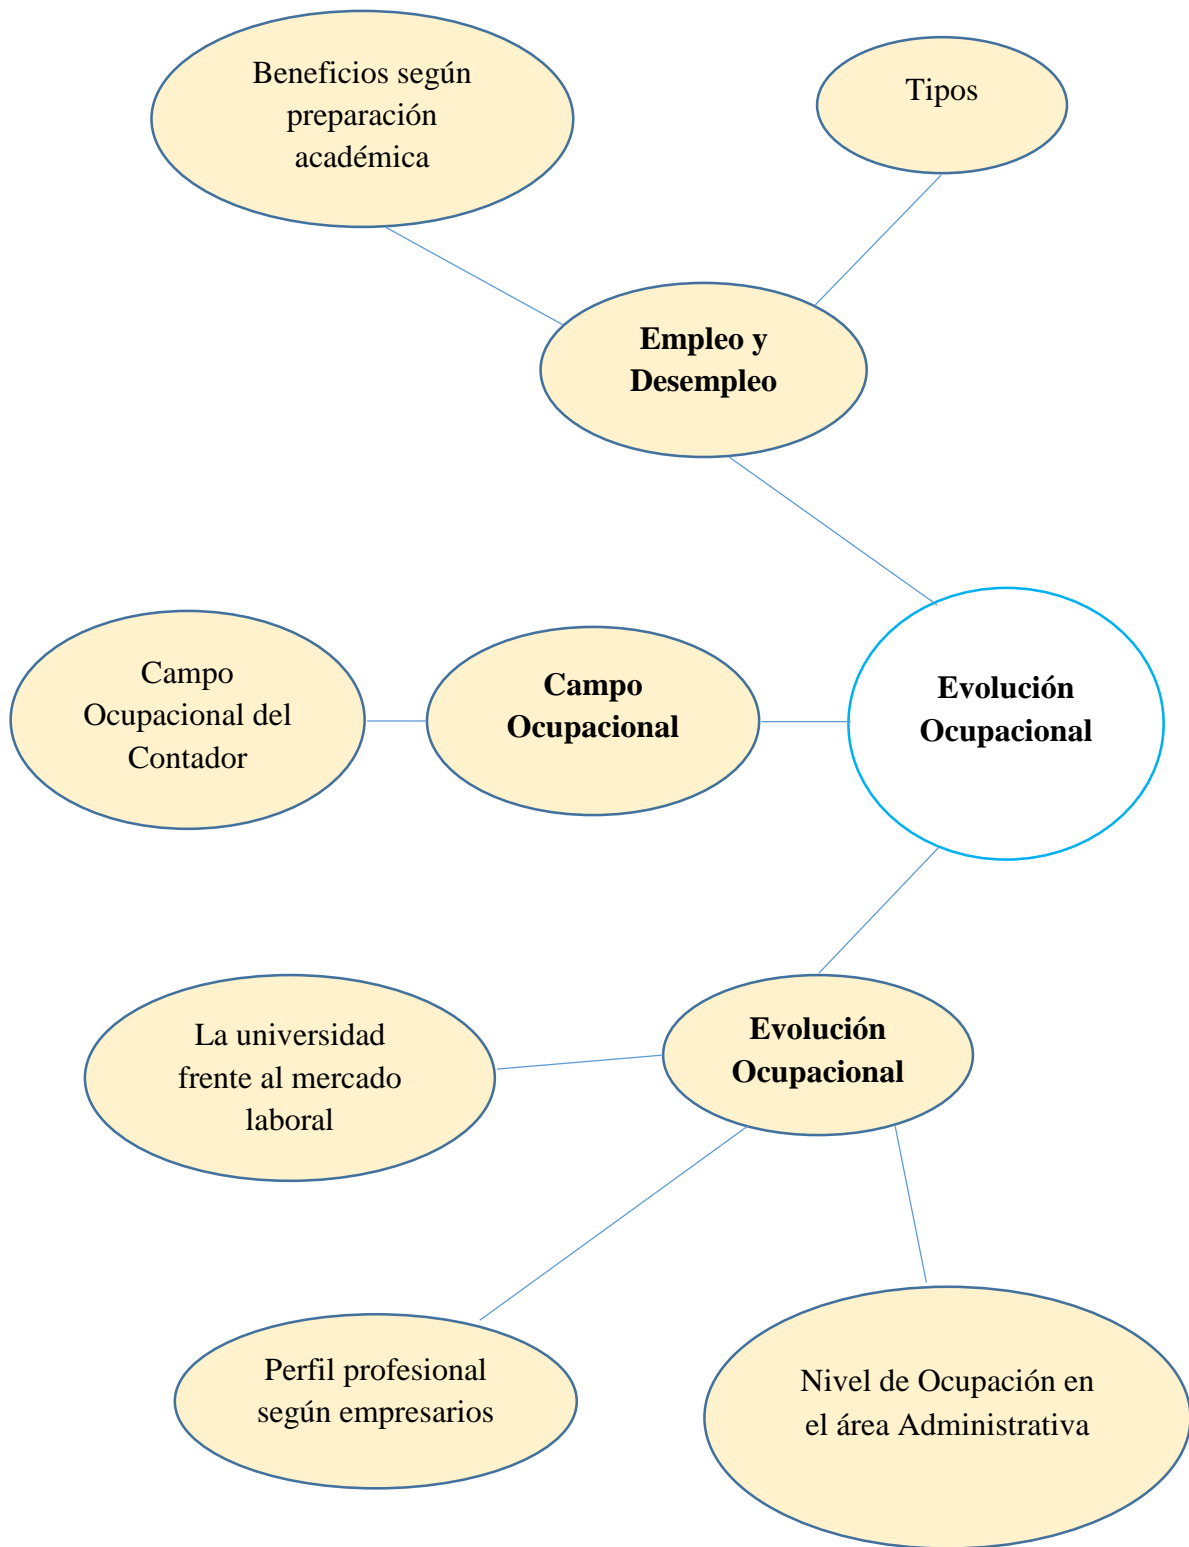 Beneficios según
preparación
académica
Tipos
Empleo y
Desempleo
Campo
Ocupacional del
Contador
Campo
Ocupacional
Evolución
Ocupacional
La universidad
frente al mercado
laboral
Evolución
Ocupacional
Perfil profesional
según empresarios
Nivel de Ocupación en
el área Administrativa